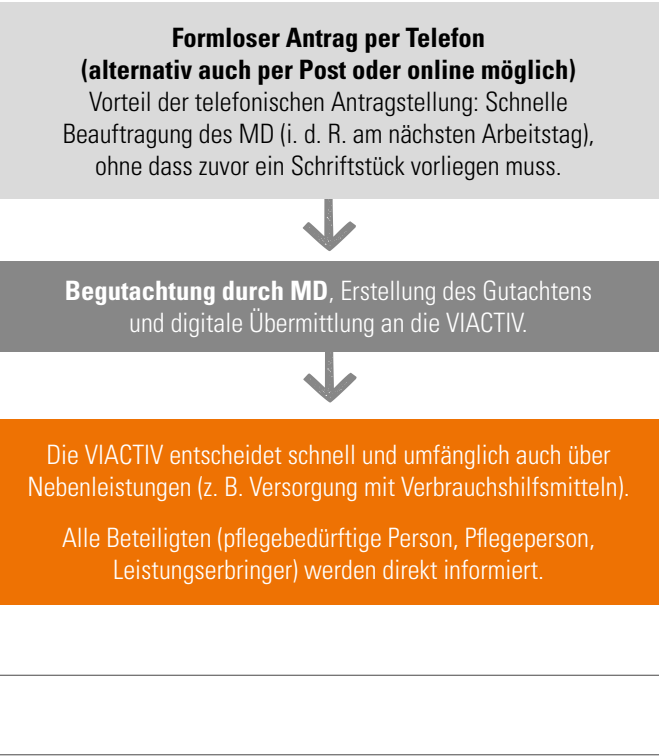 Formloser Antrag per Telefon
(alternativ auch per Post oder online möglich)
Vorteil der telefonischen Antragstellung: Schnelle
Beauftragung des MD (i. d. R. am nächsten Arbeitstag),
ohne dass zuvor ein Schriftstück vorliegen muss.
Begutachtung durch MD, Erstellung des Gutachtens
und digitale Übermittlung an die VIACTIV.
Die VIACTIV entscheidet schnell und umfänglich auch über
Nebenleistungen (z. B. Versorgung mit Verbrauchshilfsmitteln).
Alle Beteiligten (pflegebedürftige Person, Pflegeperson,
Leistungserbringer) werden direkt informiert.